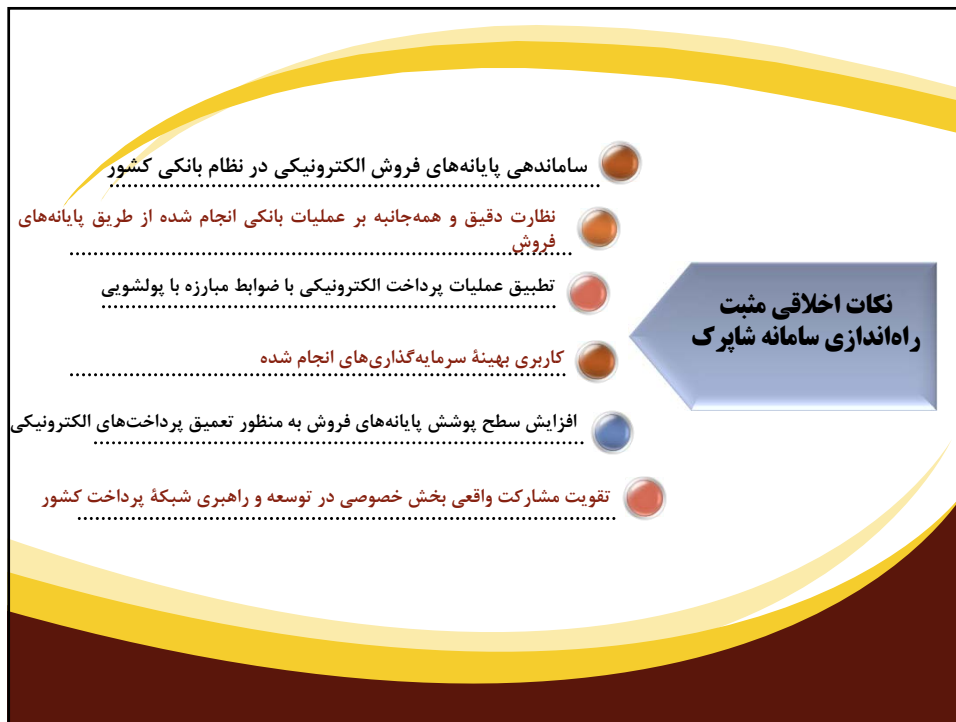 نکات اخلاقی مثبت
راه‌اندازی سامانه شاپرک
ساماندهی پایانه‌های فروش الکترونیکی در نظام بانکی کشور
نظارت دقیق و همه‌جانبه بر عملیات بانکی انجام شده از طریق پایانه‌های
فروش
تطبیق عملیات پرداخت الکترونیکی با ضوابط مبارزه با پولشویی
کاربری بهینهٔ سرمایه‌گذاری‌های انجام شده
افزایش سطح پوشش پایانه‌های فروش به منظور تعمیق پرداخت‌های الکترونیکی
تقویت مشارکت واقعی بخش خصوصی در توسعه و راهبری شبکهٔ پرداخت کشور